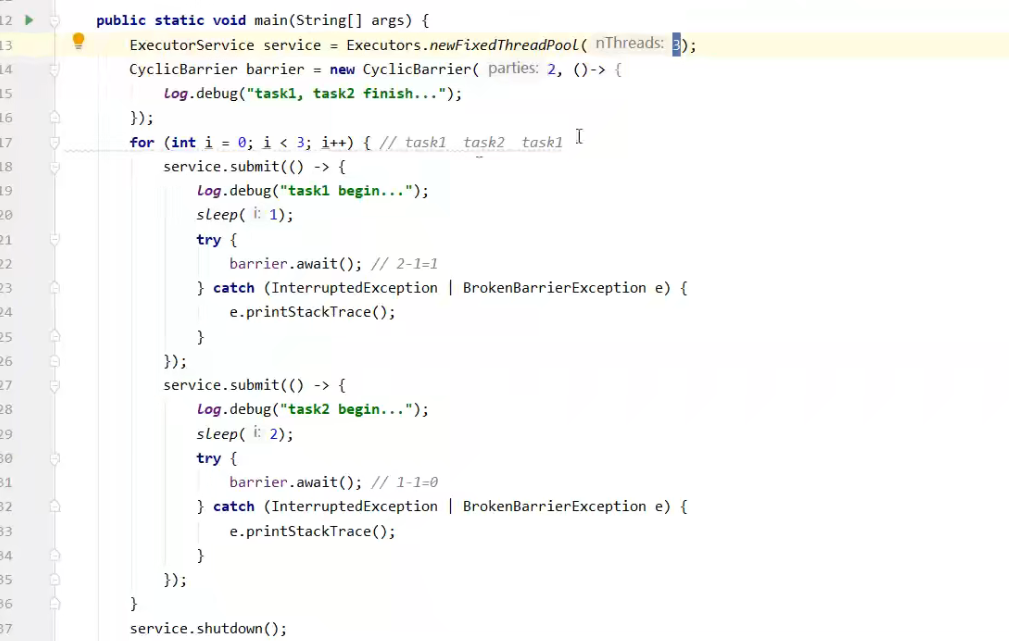 12 public static void main(String[] args) {
13 ExecutorService service = Executors.newFixedThreadPool( nThreads: 3);
14 CyclicBarrier barrier = new CyclicBarrier( parties: 2, ()-> {
15 log.debug("task1, task2 finish...");
16 });
17 for (int i = 0; i < 3; i++) { // task1 task2 task1
18 service.submit(() -> {
19 log.debug("task1 begin...");
20 sleep( i: 1);
21 try {
22 barrier.await(); // 2-1=1
23 } catch (InterruptedException | BrokenBarrierException e) {
24 e.printStackTrace();
25 }
26 });
27 service.submit(() -> {
28 log.debug("task2 begin...");
29 sleep( i: 2);
30 try {
31 barrier.await(); // 1-1=0
32 } catch (InterruptedException | BrokenBarrierException e) {
33 e.printStackTrace();
34 }
35 });
36 }
37 service.shutdown();